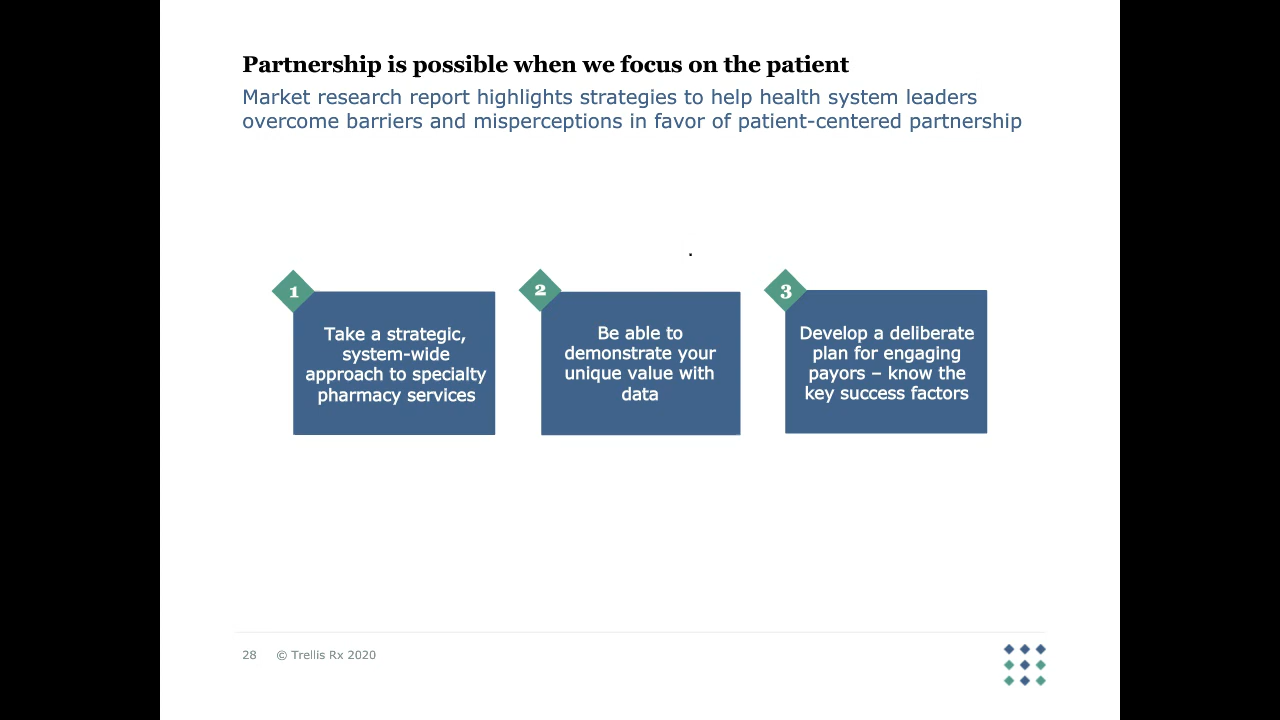 Partnership is possible when we focus on the patient
Market research report highlights strategies to help health system leaders
overcome barriers and misperceptions in favor of patient-centered partnership
.
1
Take a strategic,
system-wide
approach to specialty
pharmacy services
2
Be able to
demonstrate your
unique value with
data
3
Develop a deliberate
plan for engaging
payors – know the
key success factors
28 © Trellis Rx 2020